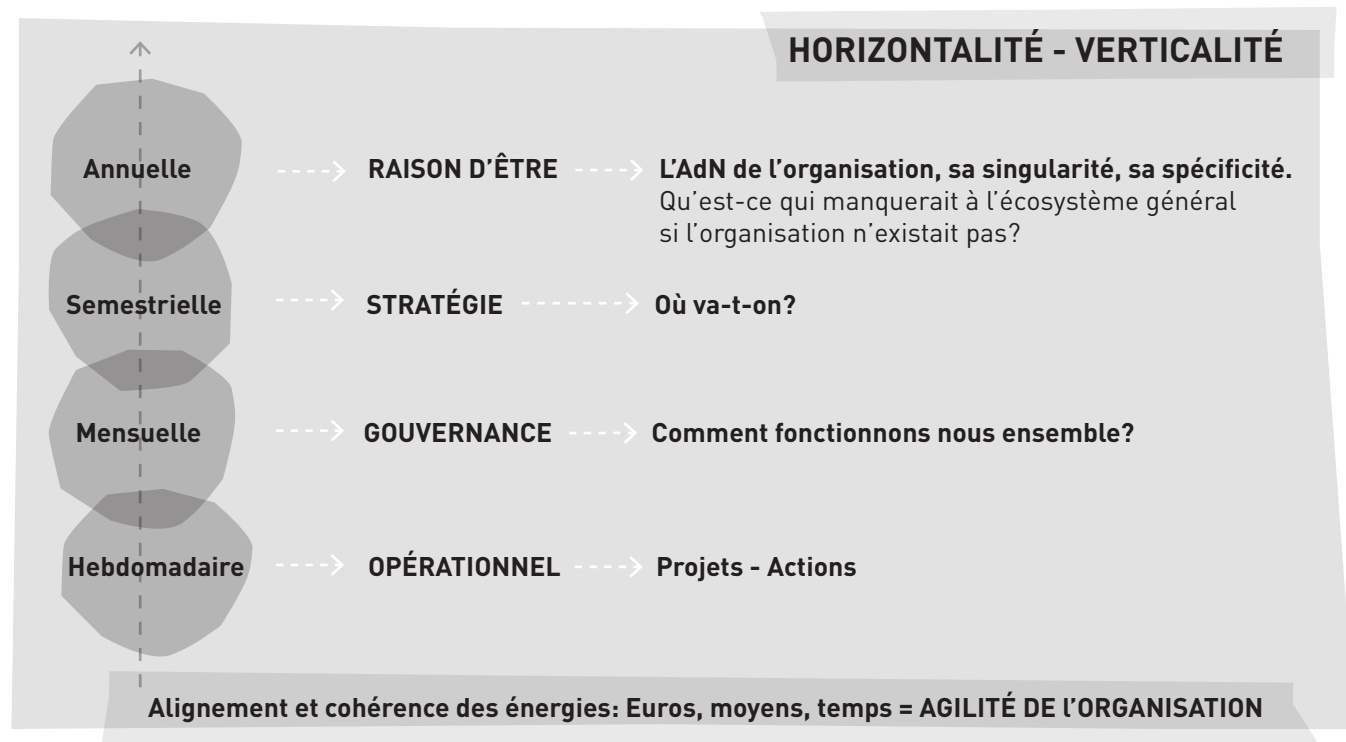 HORIZONTALITÉ - VERTICALITÉ
Annuelle RAISON D'ÊTRE L'AdN de l'organisation, sa singularité, sa spécificité.
Qu'est-ce qui manquerait à l'écosystème général
si l'organisation n'existait pas?
Semestrielle STRATÉGIE Où va-t-on?
Mensuelle GOUVERNANCE Comment fonctionnons nous ensemble?
Hebdomadaire OPÉRATIONNEL Projets - Actions
Alignement et cohérence des énergies: Euros, moyens, temps = AGILITÉ DE l'ORGANISATION